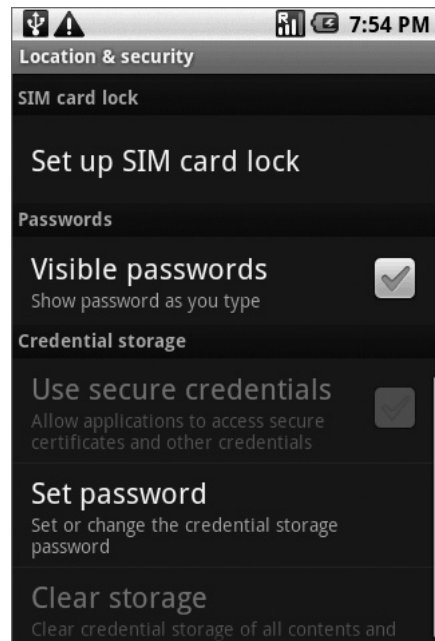 R
7:54 PM
Location & security
SIM card lock
Set up SIM card lock
Passwords
Visible passwords
Show password as you type
Credential storage
Use secure credentials
Allow applications to access secure
certificates and other credentials
Set password
Set or change the credential storage
password
Clear storage
Clear credential storage of all contents and